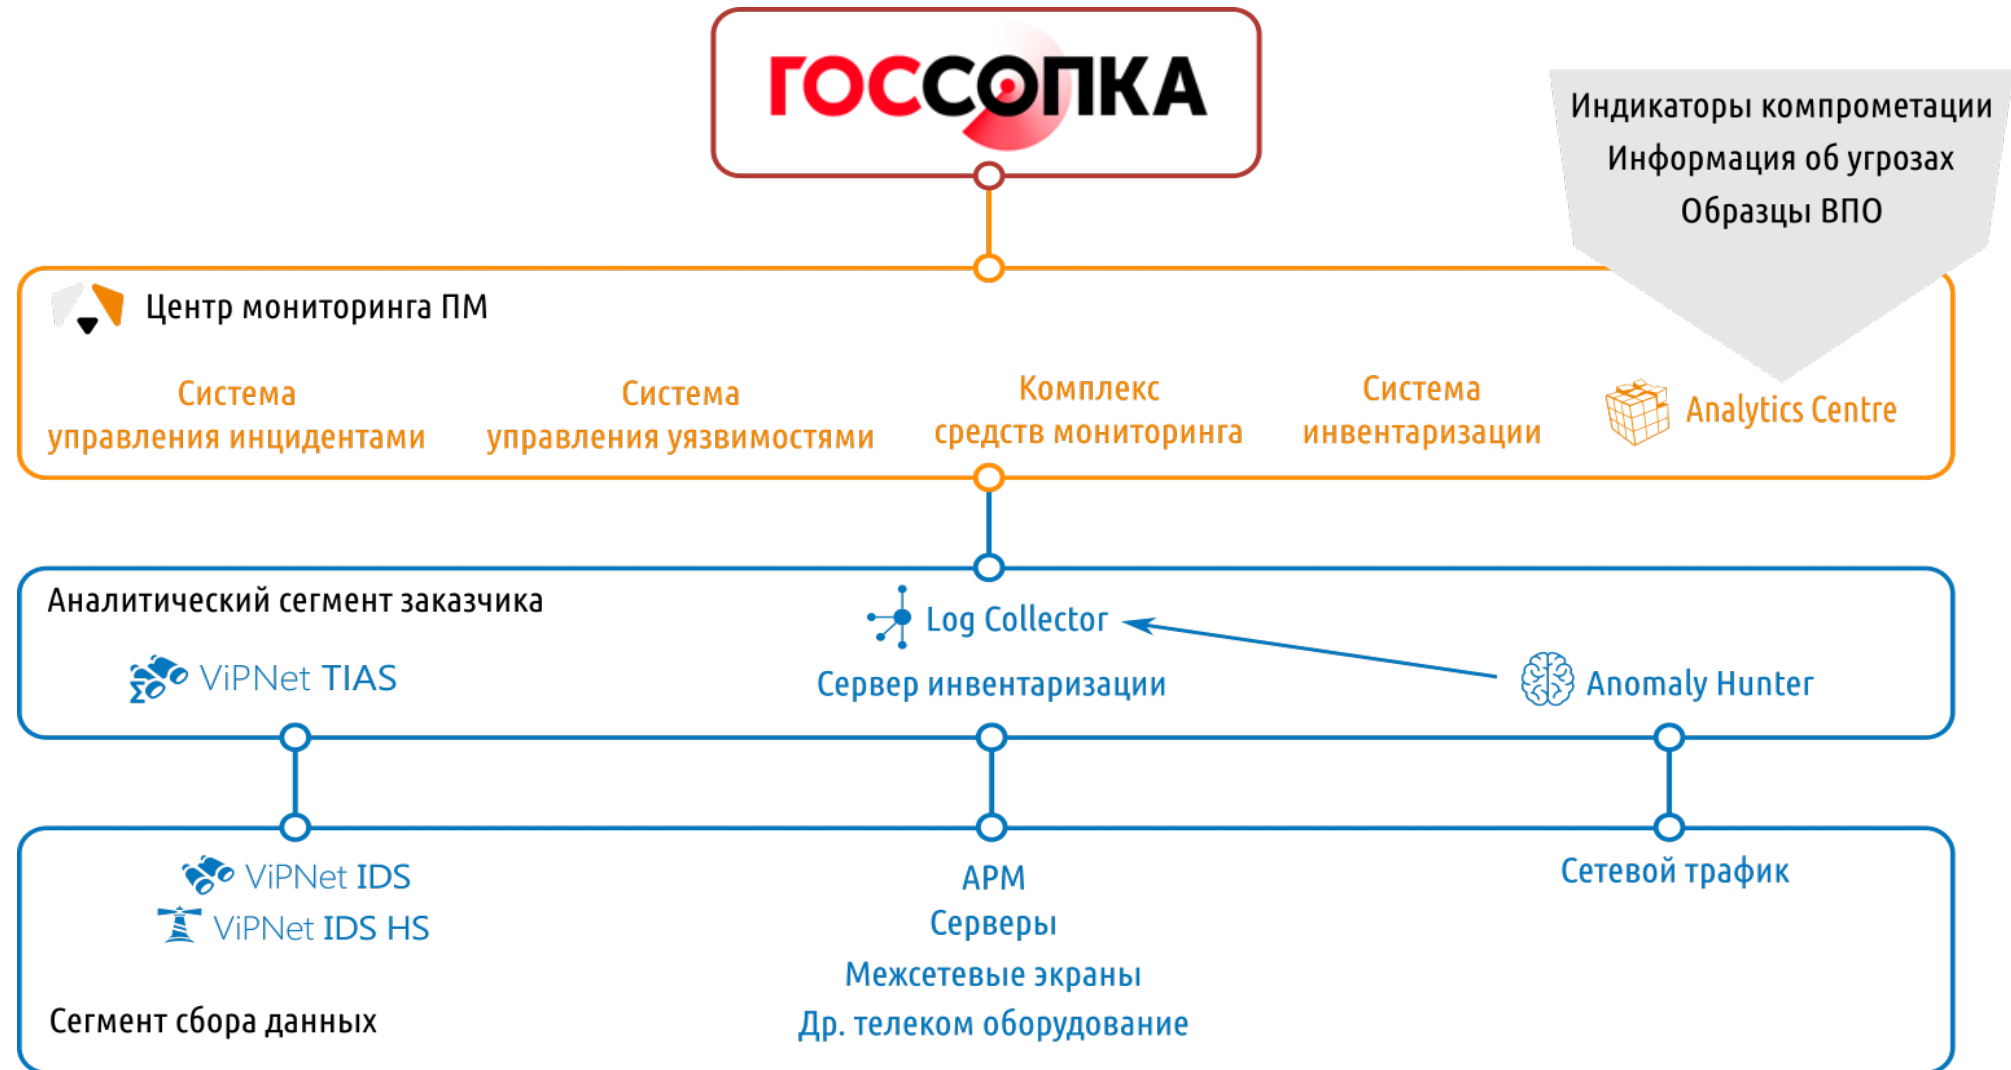 ГОССОПКА
Индикаторы компрометации
Информация об угрозах
Образцы ВПО
Центр мониторинга ПМ
Система
управления инцидентами
Система
управления уязвимостями
Комплекс
средств мониторинга
Система
инвентаризации
Analytics Centre
Аналитический сегмент заказчика
Log Collector
ViPNet TIAS
Сервер инвентаризации
Anomaly Hunter
ViPNet IDS
ViPNet IDS HS
АРМ
Серверы
Межсетевые экраны
Др. телеком оборудование
Сетевой трафик
Сегмент сбора данных